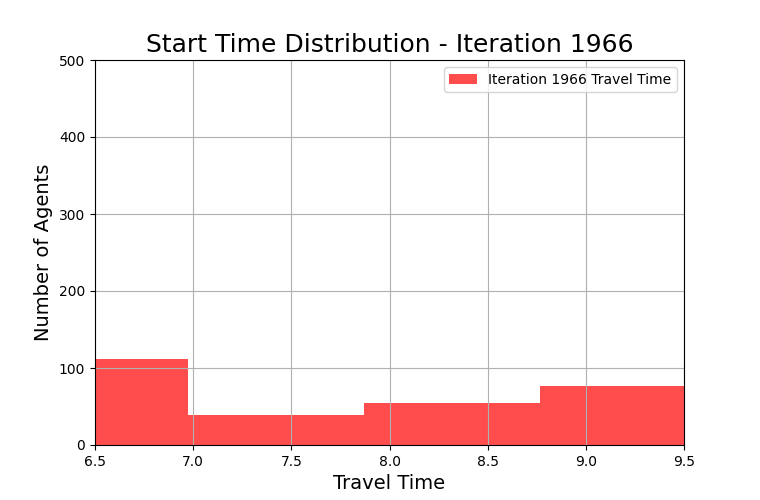 Start Time Distribution - Iteration 1966
Iteration 1966 Travel Time
500
400
300
200
100
0
Number of Agents
6.5 7.0 7.5 8.0 8.5 9.0 9.5
Travel Time